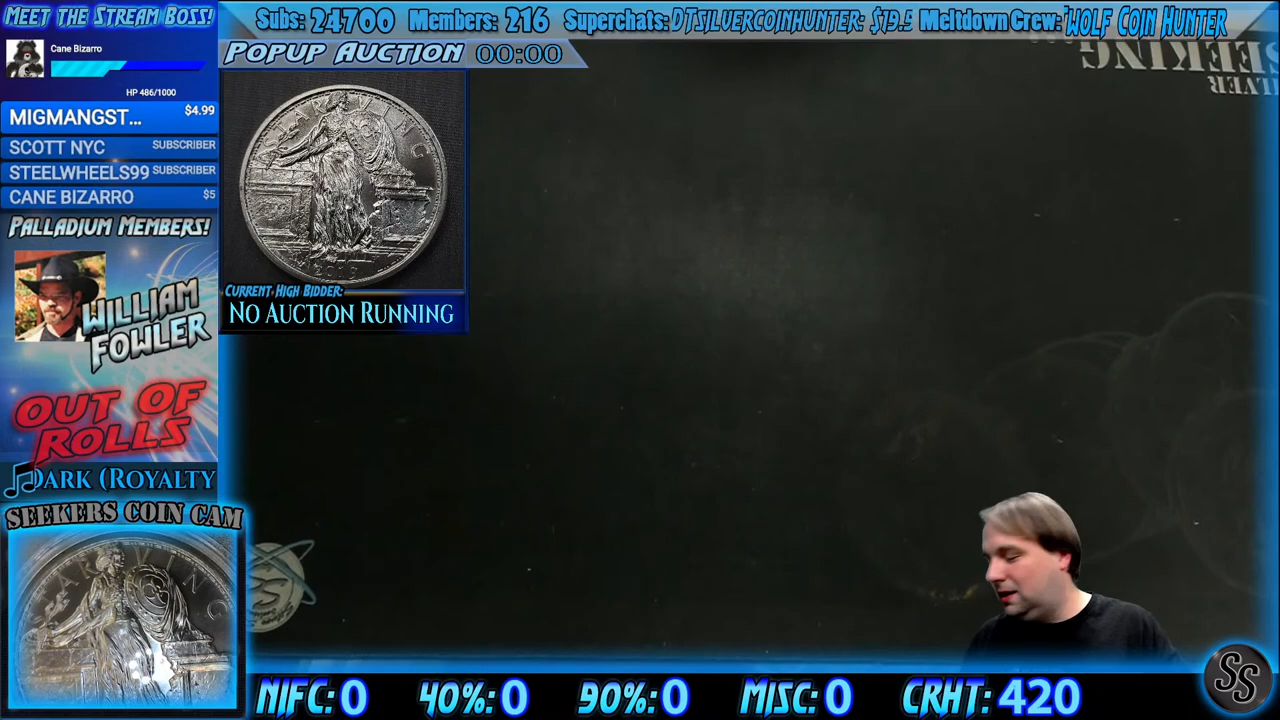 MEET THE STREAM BOSS!
Subs: 24700 Members: 216 Superchats: DTSILVERCOINHUNTER: $19.5 Meltdown Crew: WOLF COIN HUNTER
Cane Bizarro
HP 486/1000
POPUP AUCTION 00:00
SEEKING
SILVER
MIGMANGST... $4.99
SCOTT NYC SUBSCRIBER
STEELWHEELS99 SUBSCRIBER
CANE BIZARRO $5
PALLADIUM MEMBERS!
WILLIAM
FOWLER
CURRENT HIGH BIDDER:
NO AUCTION RUNNING
OUT OF
ROLLS
DARK (ROYALTY
SEEKERS COIN CAM
NIFC: 0 40%: 0 90%: 0 MISC: 0 CRHT: 420
SS